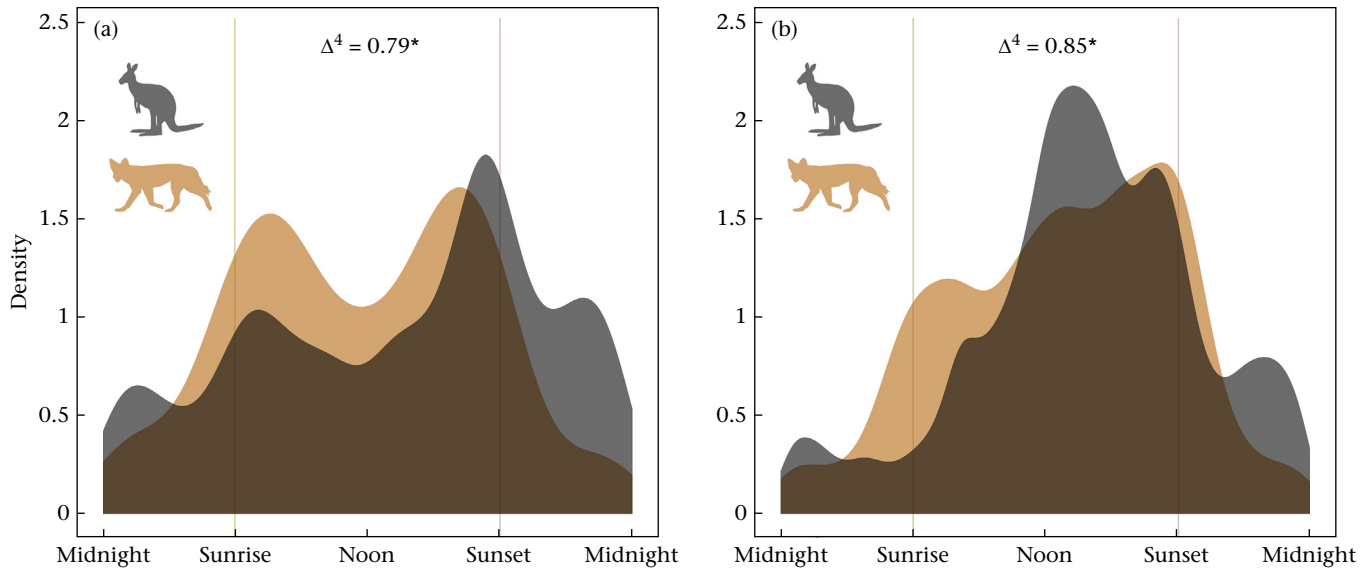 (a)
Δ⁴ = 0.79*
2.5
2
1.5
1
0.5
0
Density
Midnight Sunrise Noon Sunset Midnight
(b)
Δ⁴ = 0.85*
2.5
2
1.5
1
0.5
0
Midnight Sunrise Noon Sunset Midnight